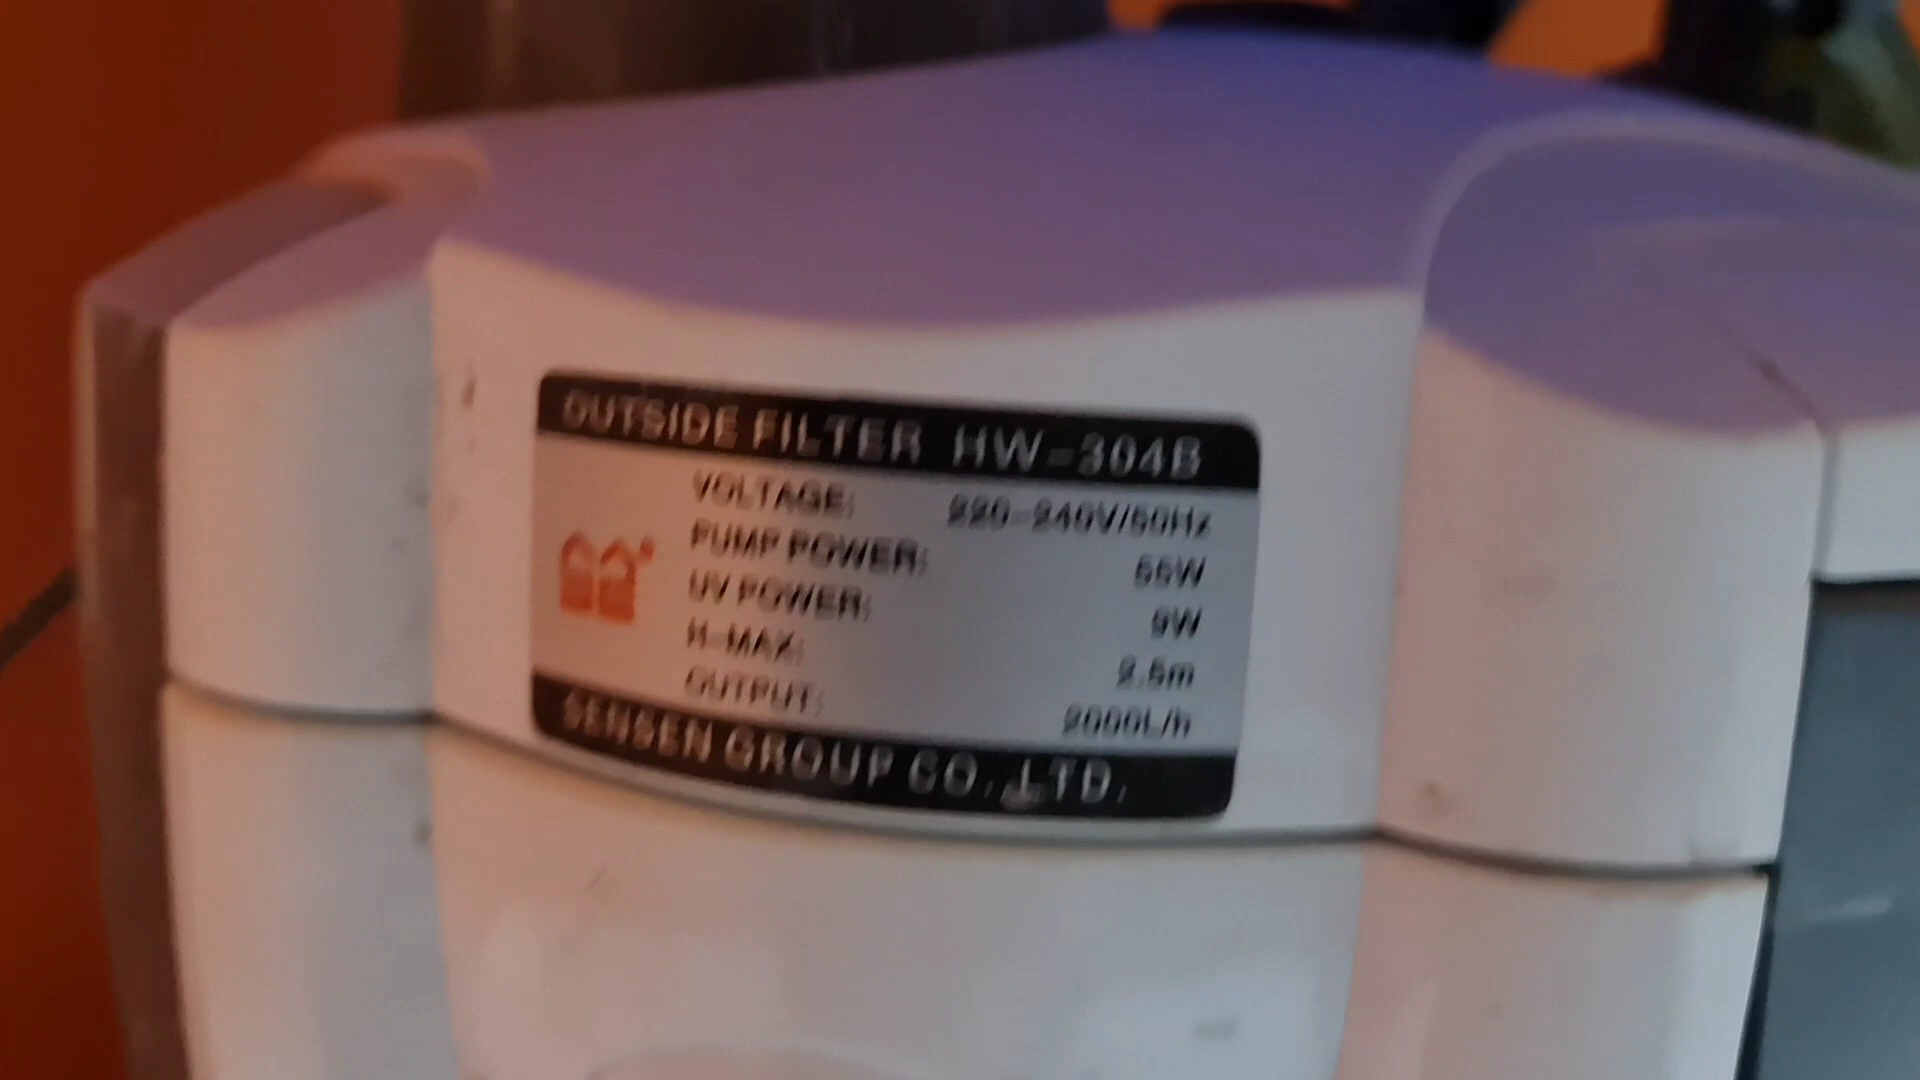 OUTSIDE FILTER HW-304B
VOLTAGE: 220-240V/50Hz
PUMP POWER: 55W
UV POWER: 9W
H-MAX: 2.5m
OUTPUT: 2000L/h
SENSEN GROUP CO.,LTD.